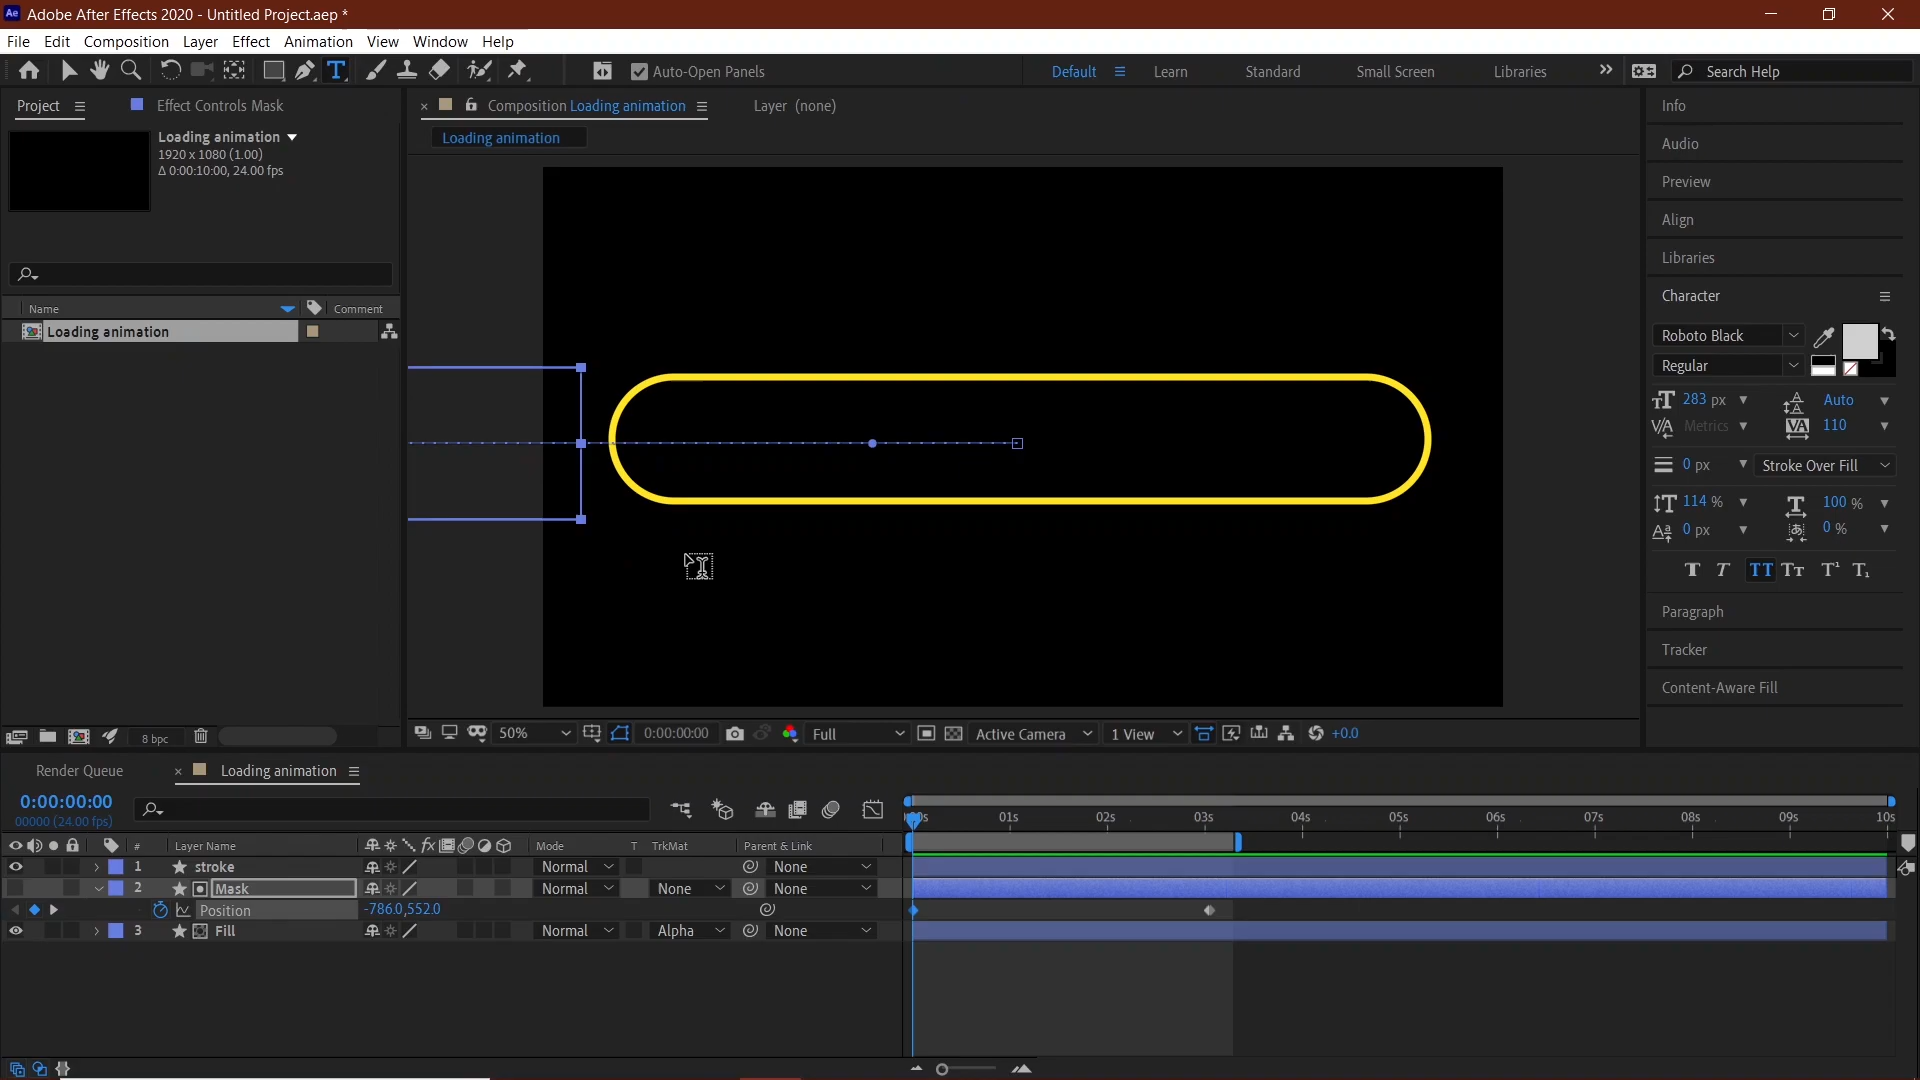 Ae Adobe After Effects 2020 - Untitled Project.aep *
File Edit Composition Layer Effect Animation View Window Help
Auto-Open Panels
Default Learn Standard Small Screen Libraries Search Help
Project Effect Controls Mask
Composition Loading animation Layer (none)
Loading animation
Loading animation
1920 x 1080 (1.00)
Δ 0:00:10:00, 24.00 fps
Name Comment
Loading animation
8 bpc
50% 0:00:00:00 Full Active Camera 1 View +0.0
Info
Audio
Preview
Align
Libraries
Character
Roboto Black
Regular
283 px Auto
Metrics 110
0 px Stroke Over Fill
114 % 100 %
0 px 0 %
T T TT Tт T¹ T₁
Paragraph
Tracker
Content-Aware Fill
Render Queue Loading animation
0:00:00:00
00000 (24.00 fps)
01s 02s 03s 04s 05s 06s 07s 08s 09s 10s
# Layer Name Mode T TrkMat Parent & Link
1 stroke Normal None
2 Mask Normal None None
Position -786.0,552.0
3 Fill Normal Alpha None